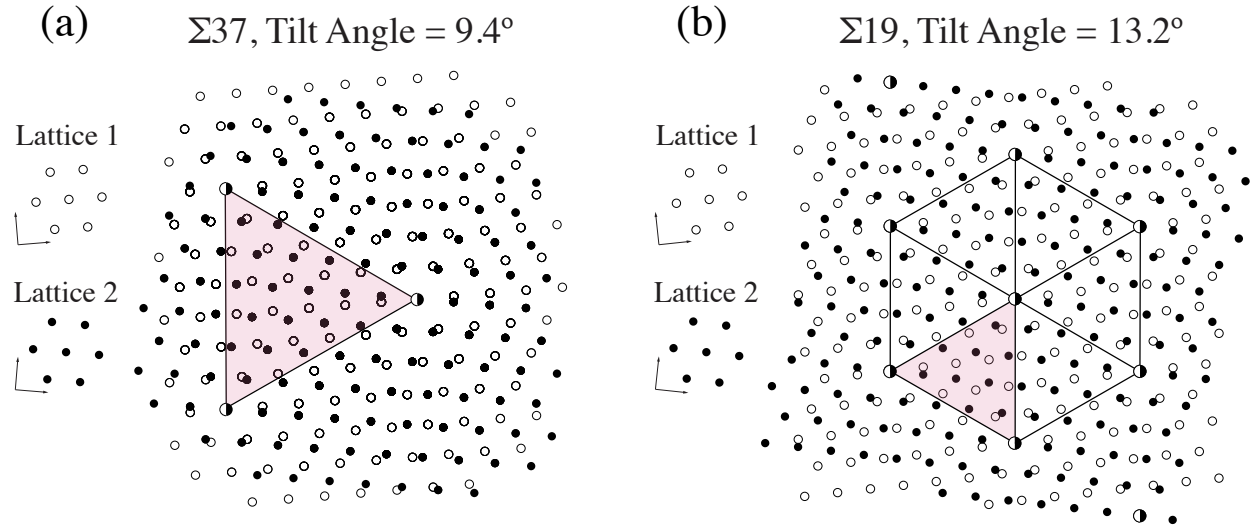 (a) Σ37, Tilt Angle = 9.4º
Lattice 1
Lattice 2
(b) Σ19, Tilt Angle = 13.2º
Lattice 1
Lattice 2